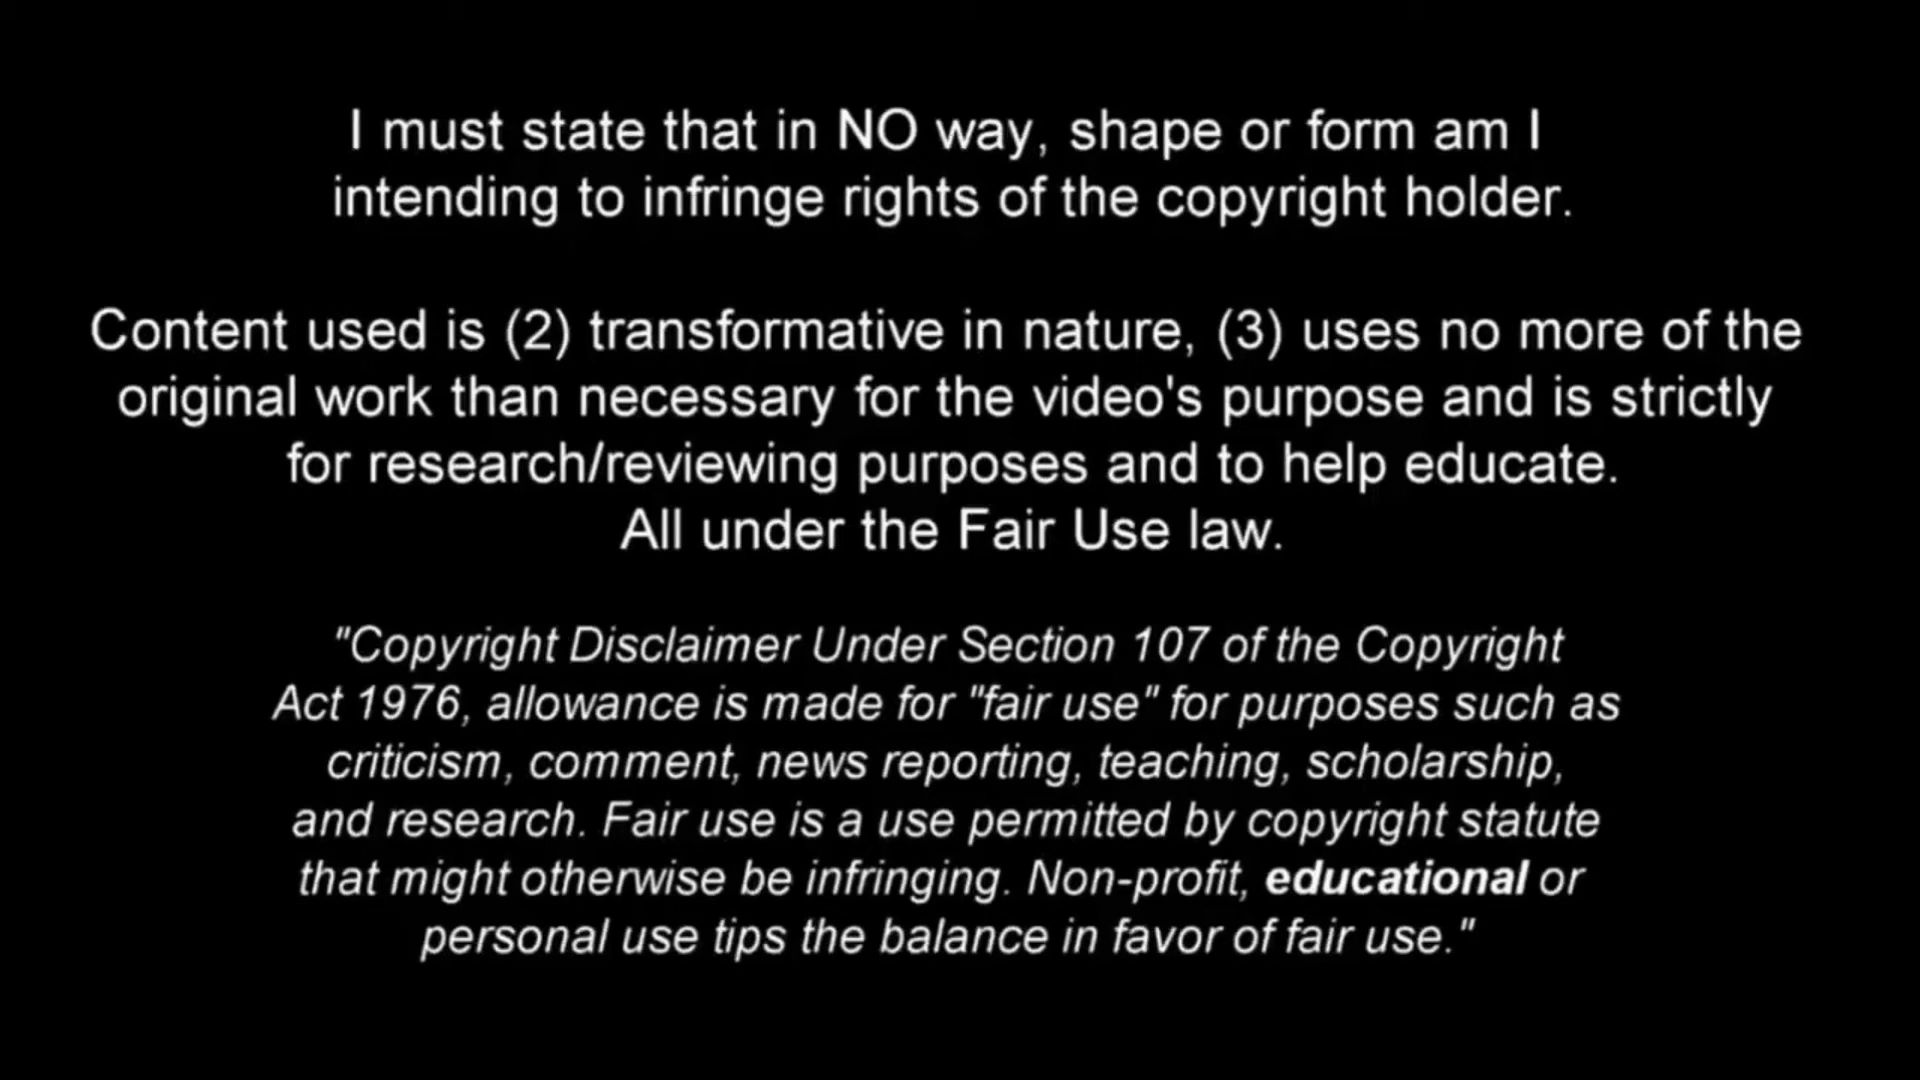 I must state that in NO way, shape or form am I
intending to infringe rights of the copyright holder.
Content used is (2) transformative in nature, (3) uses no more of the
original work than necessary for the video's purpose and is strictly
for research/reviewing purposes and to help educate.
All under the Fair Use law.
"Copyright Disclaimer Under Section 107 of the Copyright
Act 1976, allowance is made for "fair use" for purposes such as
criticism, comment, news reporting, teaching, scholarship,
and research. Fair use is a use permitted by copyright statute
that might otherwise be infringing. Non-profit, educational or
personal use tips the balance in favor of fair use."